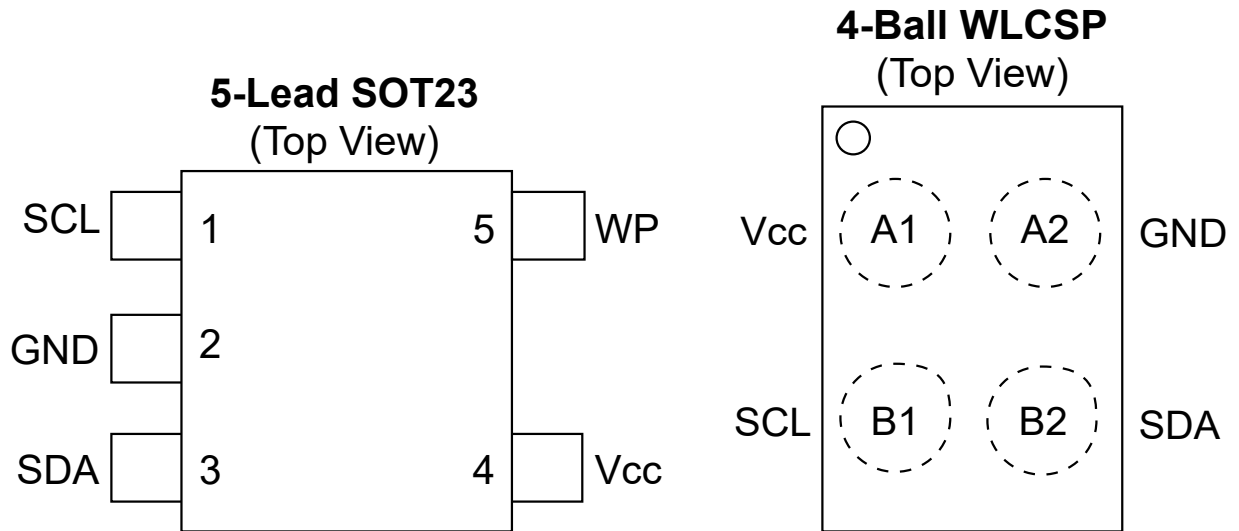 5-Lead SOT23
(Top View)
SCL 1 5 WP
GND 2
SDA 3 4 Vcc
4-Ball WLCSP
(Top View)
Vcc A1 A2 GND
SCL B1 B2 SDA